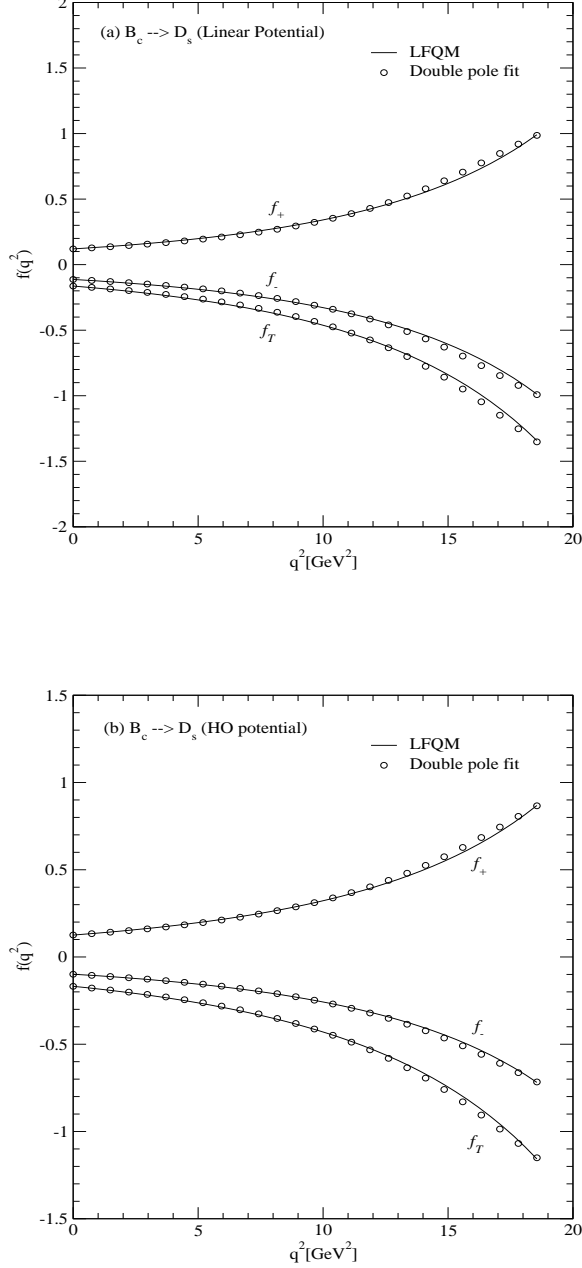 2
(a) B_c --> D_s (Linear Potential)
LFQM
Double pole fit
1.5
1
f_+
0.5
f(q^2)
0
f_-
-0.5
f_T
-1
-1.5
-2
0 5 10 15 20
q^2[GeV^2]
1.5
(b) B_c --> D_s (HO potential)
LFQM
Double pole fit
1
f_+
0.5
f(q^2)
0
f_-
-0.5
f_T
-1
-1.5
0 5 10 15 20
q^2[GeV^2]